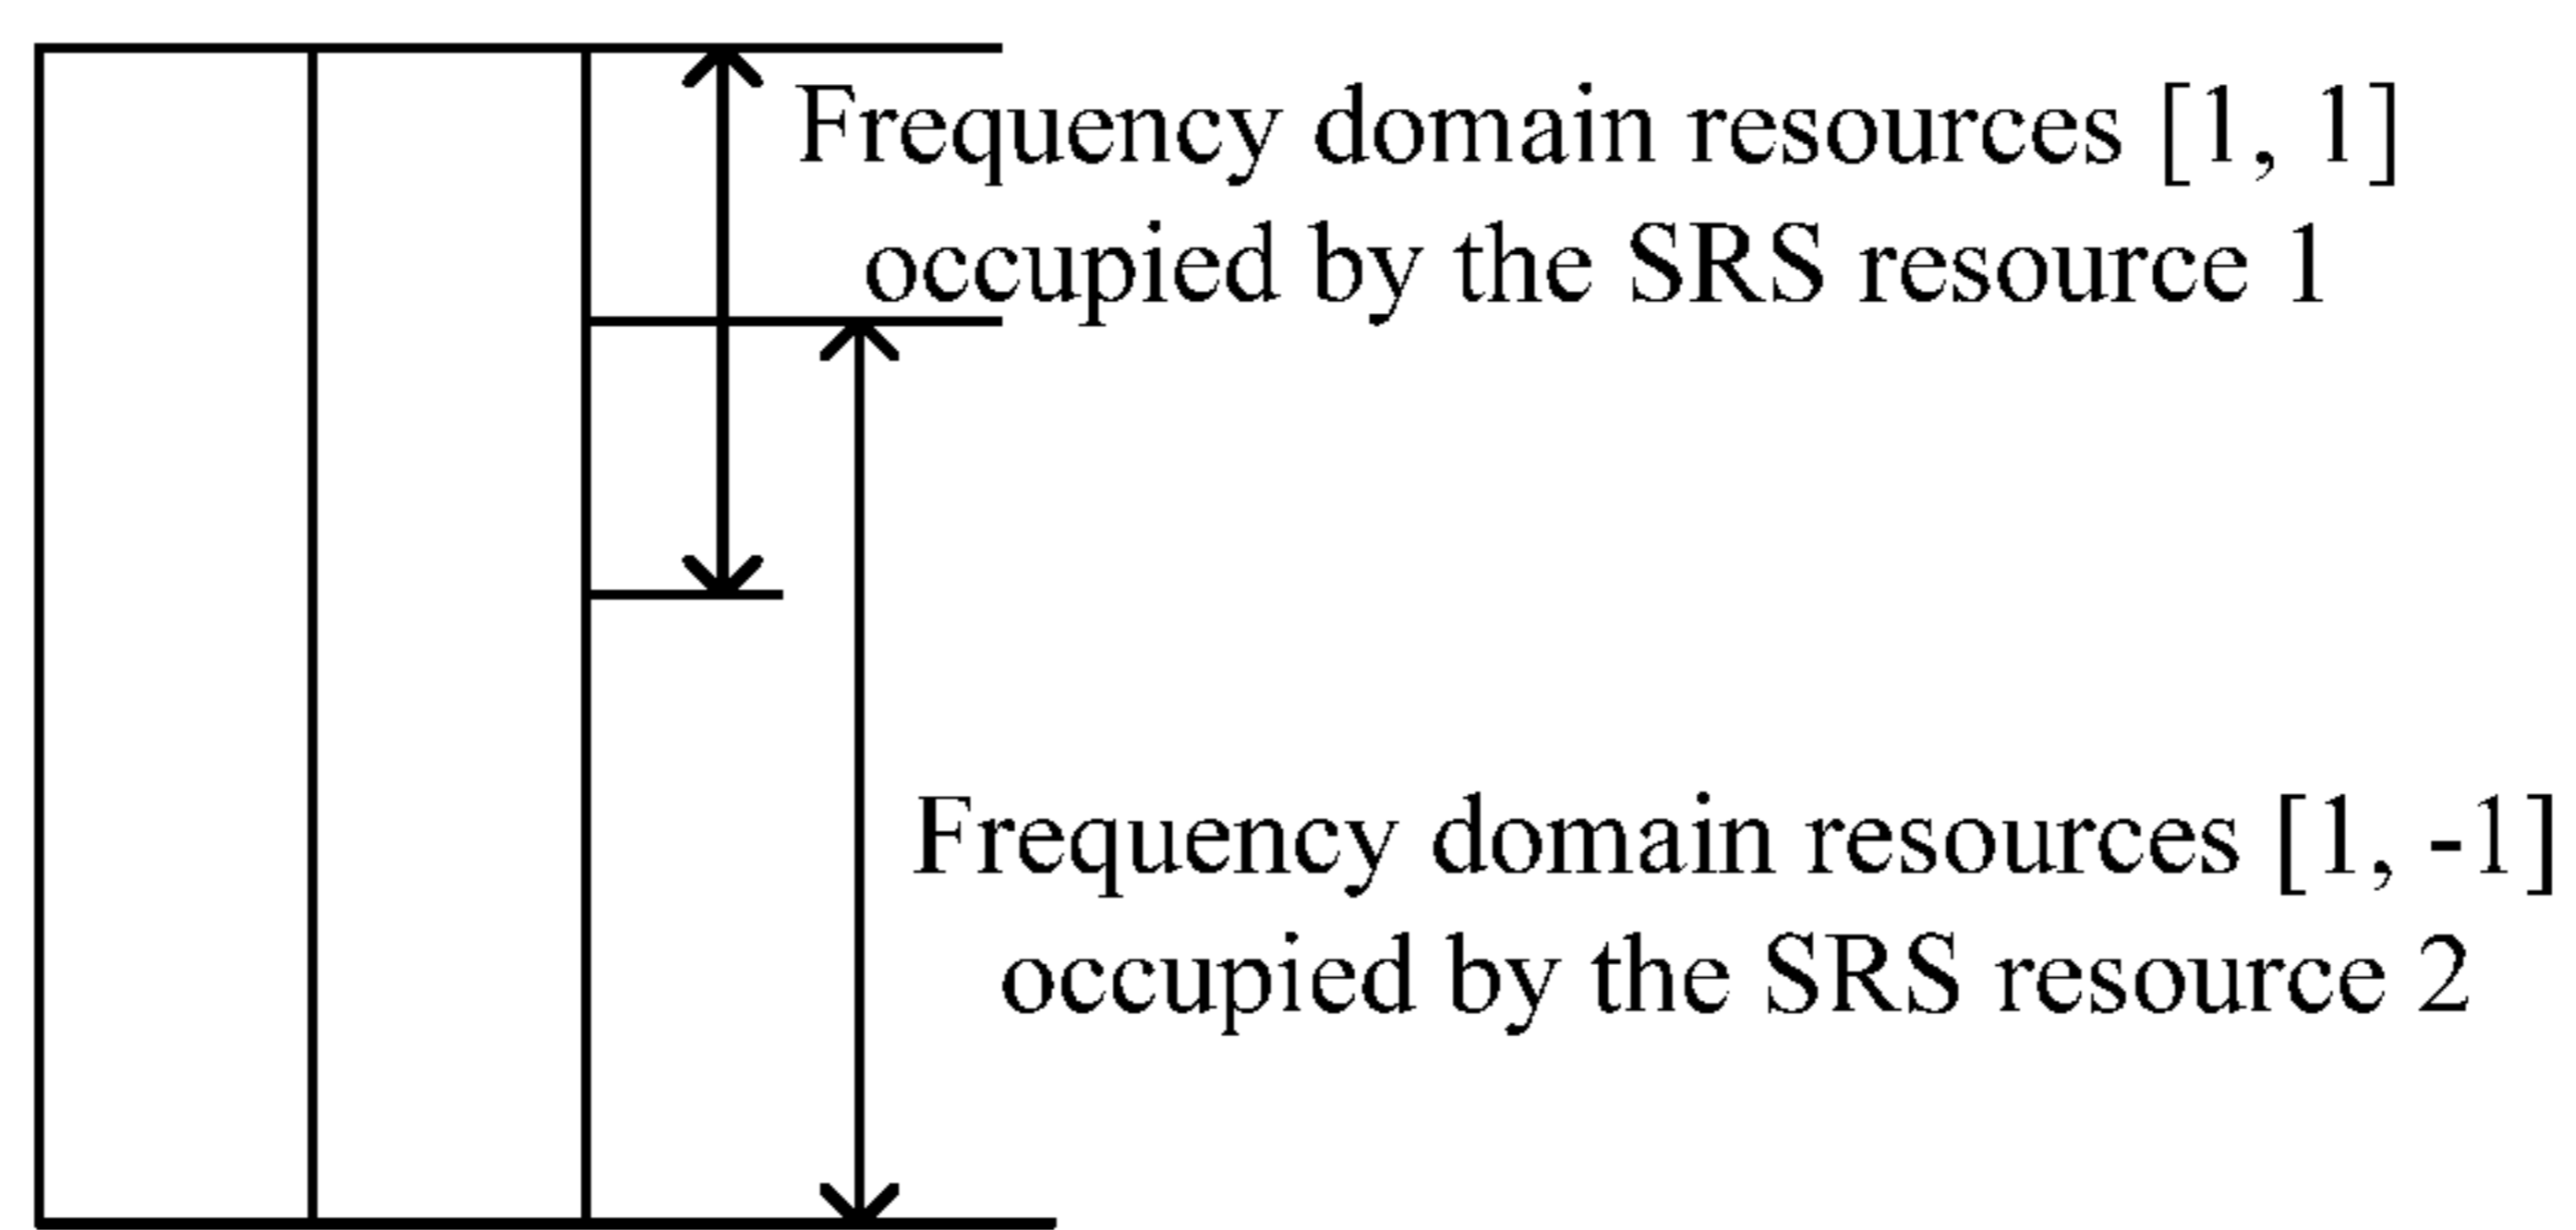 Frequency domain resources [1, 1]
occupied by the SRS resource 1
Frequency domain resources [1, -1]
occupied by the SRS resource 2